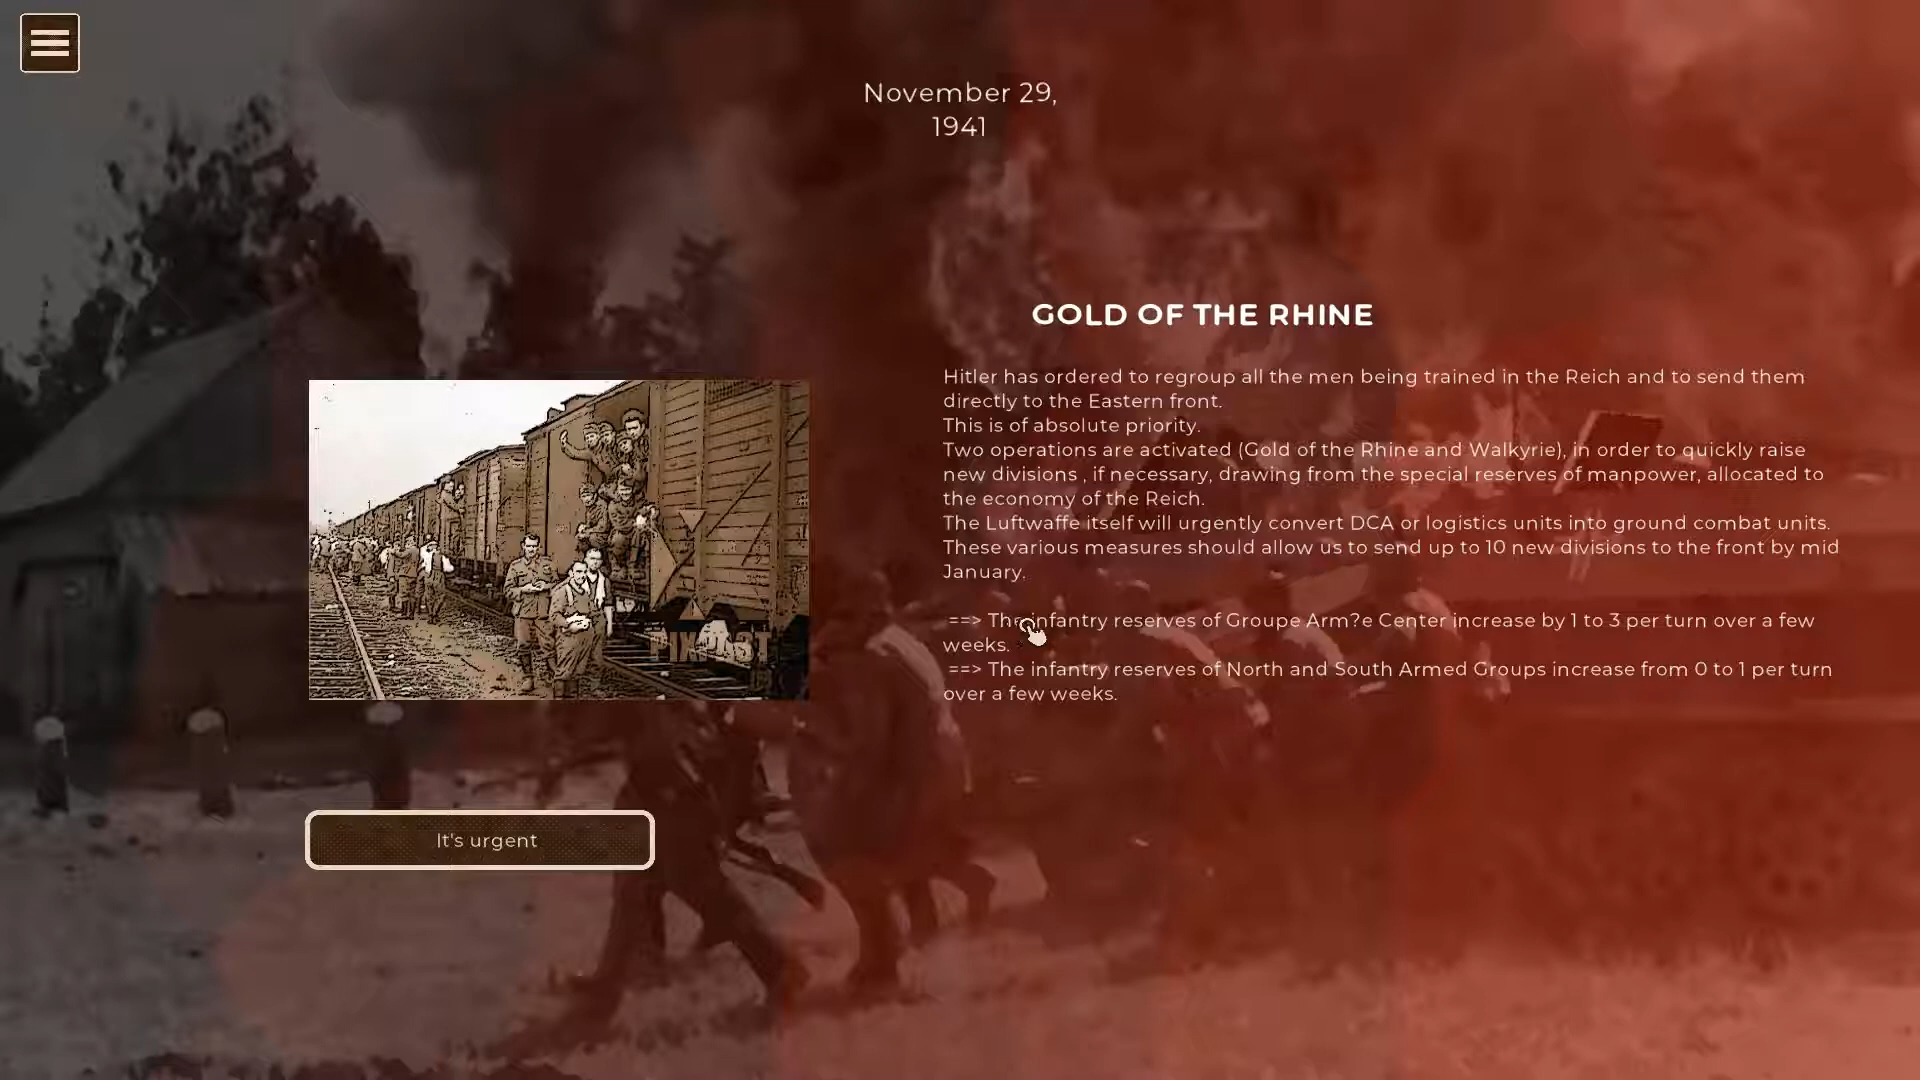 November 29,
1941
GOLD OF THE RHINE
Hitler has ordered to regroup all the men being trained in the Reich and to send them
directly to the Eastern front.
This is of absolute priority.
Two operations are activated (Gold of the Rhine and Walkyrie), in order to quickly raise
new divisions , if necessary, drawing from the special reserves of manpower, allocated to
the economy of the Reich.
The Luftwaffe itself will urgently convert DCA or logistics units into ground combat units.
These various measures should allow us to send up to 10 new divisions to the front by mid
January.
==> The infantry reserves of Groupe Arm?e Center increase by 1 to 3 per turn over a few
weeks.
==> The infantry reserves of North and South Armed Groups increase from 0 to 1 per turn
over a few weeks.
It's urgent